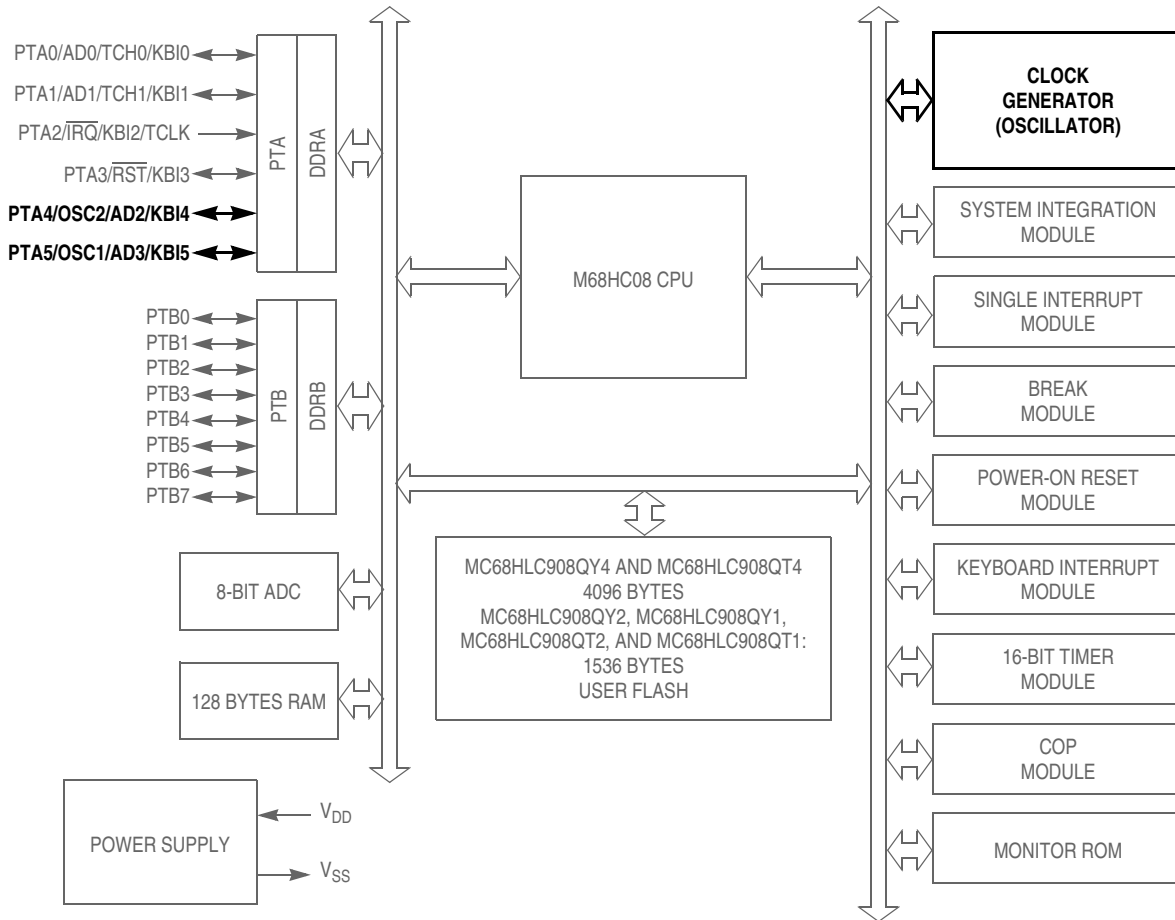 PTA0/AD0/TCH0/KBI0
PTA1/AD1/TCH1/KBI1
PTA2/IRQ/KBI2/TCLK
PTA3/RST/KBI3
PTA4/OSC2/AD2/KBI4
PTA5/OSC1/AD3/KBI5
PTA
DDRA
PTB0
PTB1
PTB2
PTB3
PTB4
PTB5
PTB6
PTB7
PTB
DDRB
8-BIT ADC
128 BYTES RAM
POWER SUPPLY
VDD
VSS
M68HC08 CPU
MC68HLC908QY4 AND MC68HLC908QT4
4096 BYTES
MC68HLC908QY2, MC68HLC908QY1,
MC68HLC908QT2, AND MC68HLC908QT1:
1536 BYTES
USER FLASH
CLOCK
GENERATOR
(OSCILLATOR)
SYSTEM INTEGRATION
MODULE
SINGLE INTERRUPT
MODULE
BREAK
MODULE
POWER-ON RESET
MODULE
KEYBOARD INTERRUPT
MODULE
16-BIT TIMER
MODULE
COP
MODULE
MONITOR ROM